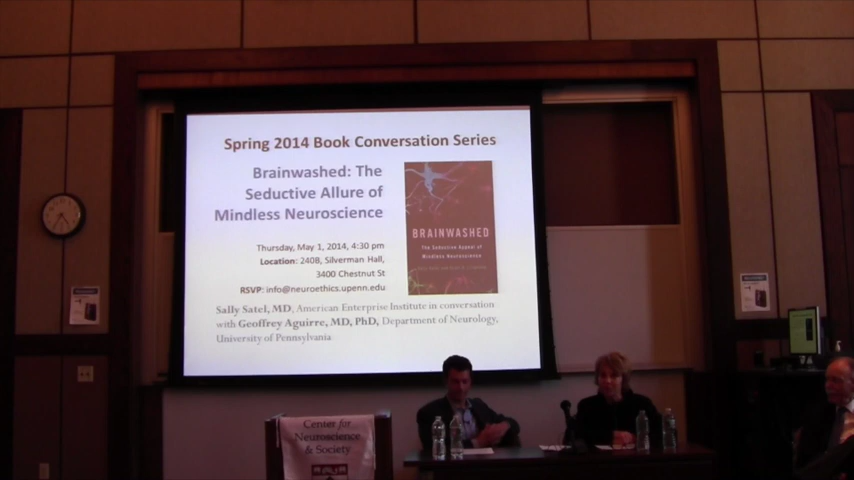 Spring 2014 Book Conversation Series
Brainwashed: The
Seductive Allure of
Mindless Neuroscience
Thursday, May 1, 2014, 4:30 pm
Location: 240B, Silverman Hall,
3400 Chestnut St
RSVP: info@neuroethics.upenn.edu
Sally Satel, MD, American Enterprise Institute in conversation
with Geoffrey Aguirre, MD, PhD, Department of Neurology,
University of Pennsylvania
BRAINWASHED
The Seductive Appeal of
Mindless Neuroscience
Center for
Neuroscience
& Society